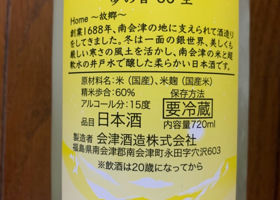 Home ～故郷～
創業1688年、南会津の地に支えられて酒造り
をしてきました。冬は一面の銀世界、美しくも
厳しい寒さの風土を活かし、南会津の米と超
軟水の井戸水で醸した柔らかい日本酒です。
原材料名：米（国産）、米麹（国産米）
精米歩合：60% 保存方法
アルコール分：15度 要冷蔵
品目 日本酒 内容量720ml
製造者 会津酒造株式会社
福島県南会津郡南会津町永田字穴沢603
※飲酒は20歳になってから